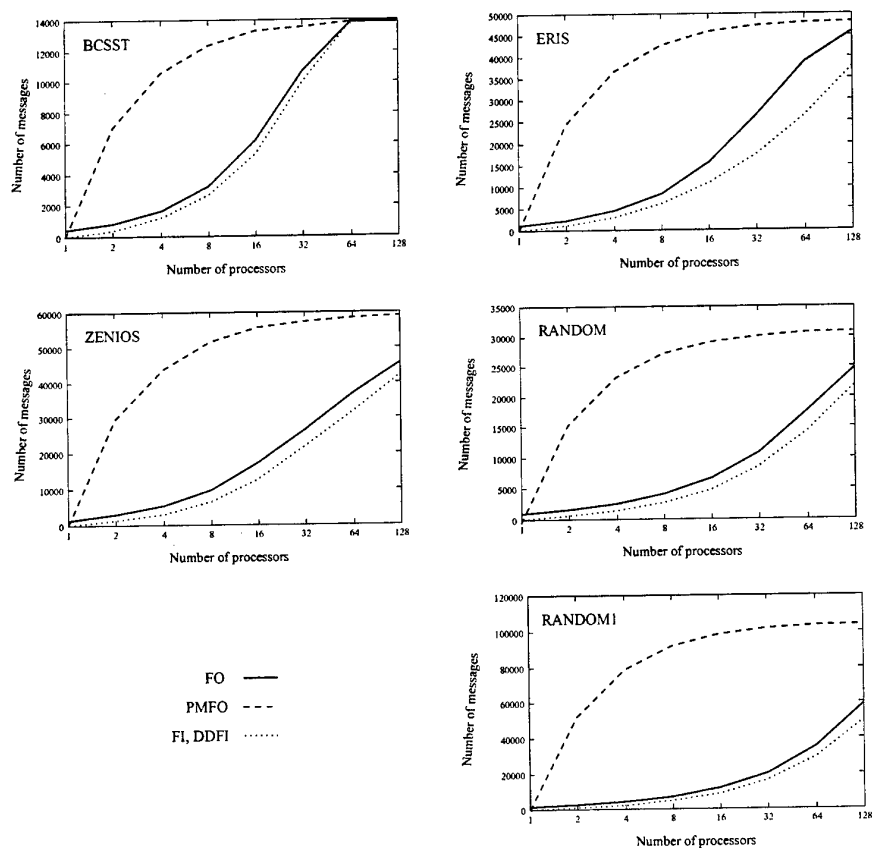 BCSST
Number of messages
14000
12000
10000
8000
6000
4000
2000
0
1 2 4 8 16 32 64 128
Number of processors
ERIS
Number of messages
50000
45000
40000
35000
30000
25000
20000
15000
10000
5000
0
1 2 4 8 16 32 64 128
Number of processors
ZENIOS
Number of messages
60000
50000
40000
30000
20000
10000
0
1 2 4 8 16 32 64 128
Number of processors
RANDOM
Number of messages
35000
30000
25000
20000
15000
10000
5000
0
1 2 4 8 16 32 64 128
Number of processors
RANDOM1
Number of messages
120000
100000
80000
60000
40000
20000
0
1 2 4 8 16 32 64 128
Number of processors
FO
PMFO
FI, DDFI